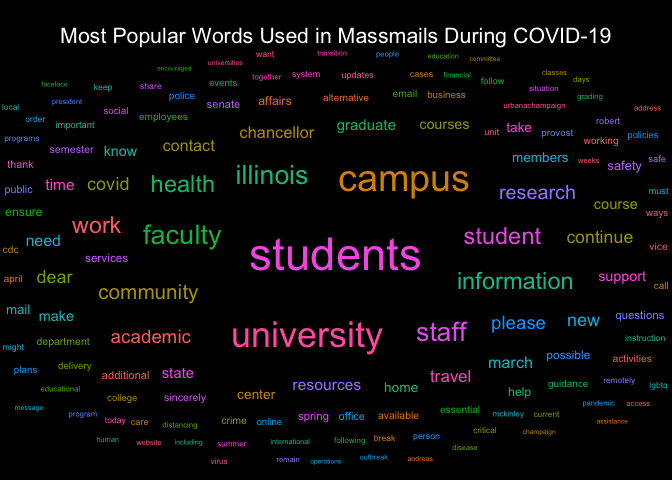 Most Popular Words Used in Massmails During COVID-19
want transition people education committee
universities
encouraged together system updates cases financial follow classes days
faceface keep share events situation grading
police alternative email business
local president social senate affairs urbanachampaign address
order important employees chancellor graduate courses unit take provost robert policies
programs semester know contact working
thank members weeks safety safe
public time covid health illinois campus research must
ensure course ways
work faculty student continue
need students vice
cdc services
april dear community information support call
mail make questions
might department academic university staff please new instruction
plans delivery additional state travel march possible activities
educational college sincerely center resources home help guidance remotely lgbtq
message program today care distancing crime online spring office available essential mckinley current pandemic access
human website including summer international following break person critical champaign assistance
virus remain operations outbreak andreas disease